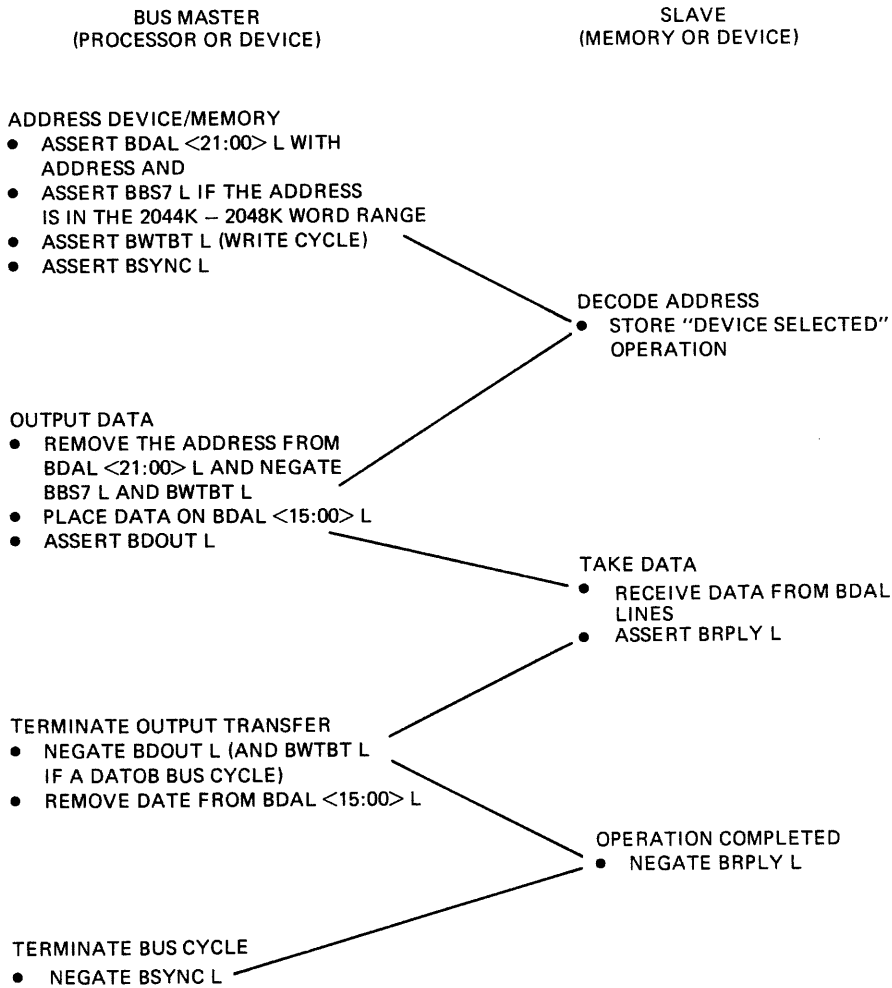 BUS MASTER
(PROCESSOR OR DEVICE)
SLAVE
(MEMORY OR DEVICE)
ADDRESS DEVICE/MEMORY
● ASSERT BDAL <21:00> L WITH
ADDRESS AND
● ASSERT BBS7 L IF THE ADDRESS
IS IN THE 2044K – 2048K WORD RANGE
● ASSERT BWTBT L (WRITE CYCLE)
● ASSERT BSYNC L
DECODE ADDRESS
● STORE "DEVICE SELECTED"
OPERATION
OUTPUT DATA
● REMOVE THE ADDRESS FROM
BDAL <21:00> L AND NEGATE
BBS7 L AND BWTBT L
● PLACE DATA ON BDAL <15:00> L
● ASSERT BDOUT L
TAKE DATA
● RECEIVE DATA FROM BDAL
LINES
● ASSERT BRPLY L
TERMINATE OUTPUT TRANSFER
● NEGATE BDOUT L (AND BWTBT L
IF A DATOB BUS CYCLE)
● REMOVE DATE FROM BDAL <15:00> L
OPERATION COMPLETED
● NEGATE BRPLY L
TERMINATE BUS CYCLE
● NEGATE BSYNC L